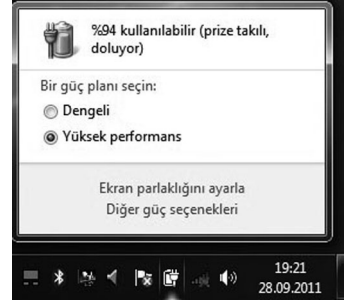 %94 kullanılabilir (prize takılı,
doluyor)
Bir güç planı seçin:
Dengeli
Yüksek performans
Ekran parlaklığını ayarla
Diğer güç seçenekleri
19:21
28.09.2011